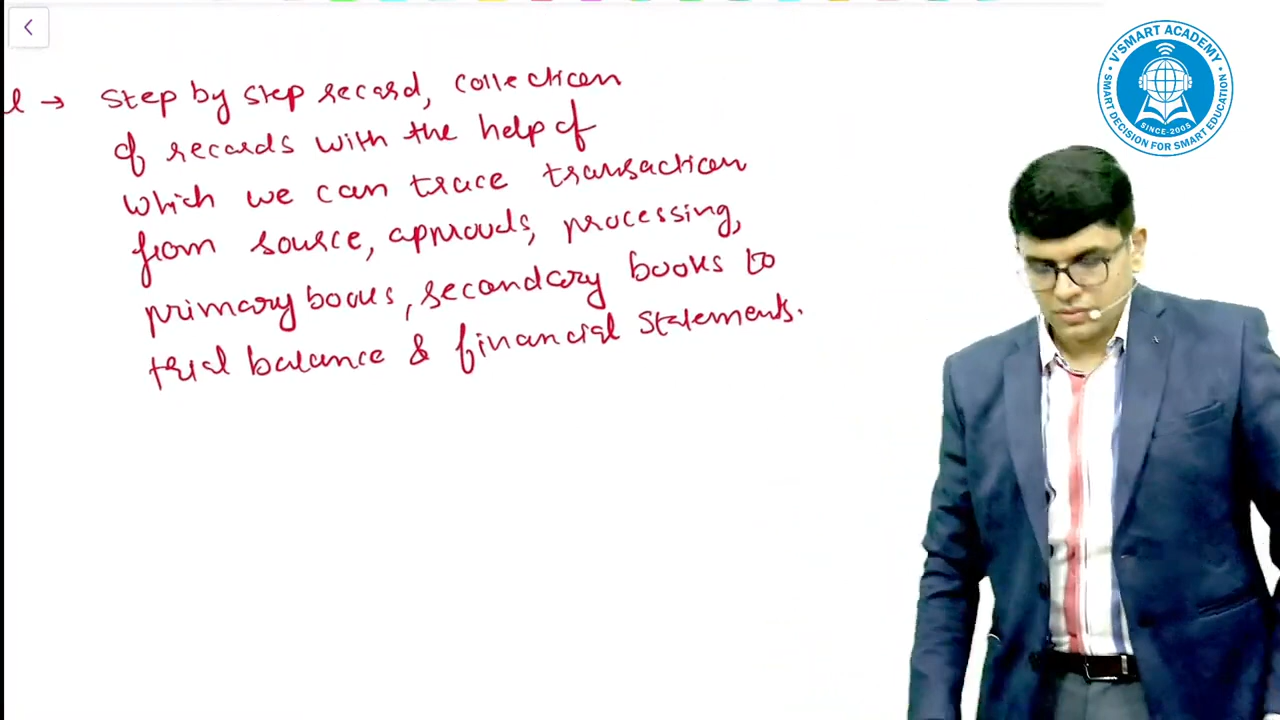 l → Step by step record, collection
of records with the help of
which we can trace transaction
from source, approvals, processing,
primary books, secondary books to
trial balance & financial statements.
V'SMART ACADEMY
SINCE-2005
SMART DECISION FOR SMART EDUCATION